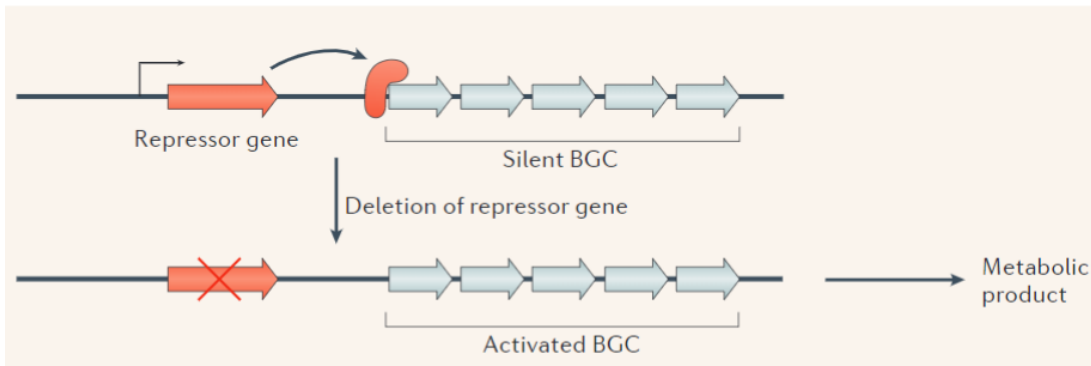 Repressor gene
Silent BGC
Deletion of repressor gene
Metabolic
product
Activated BGC